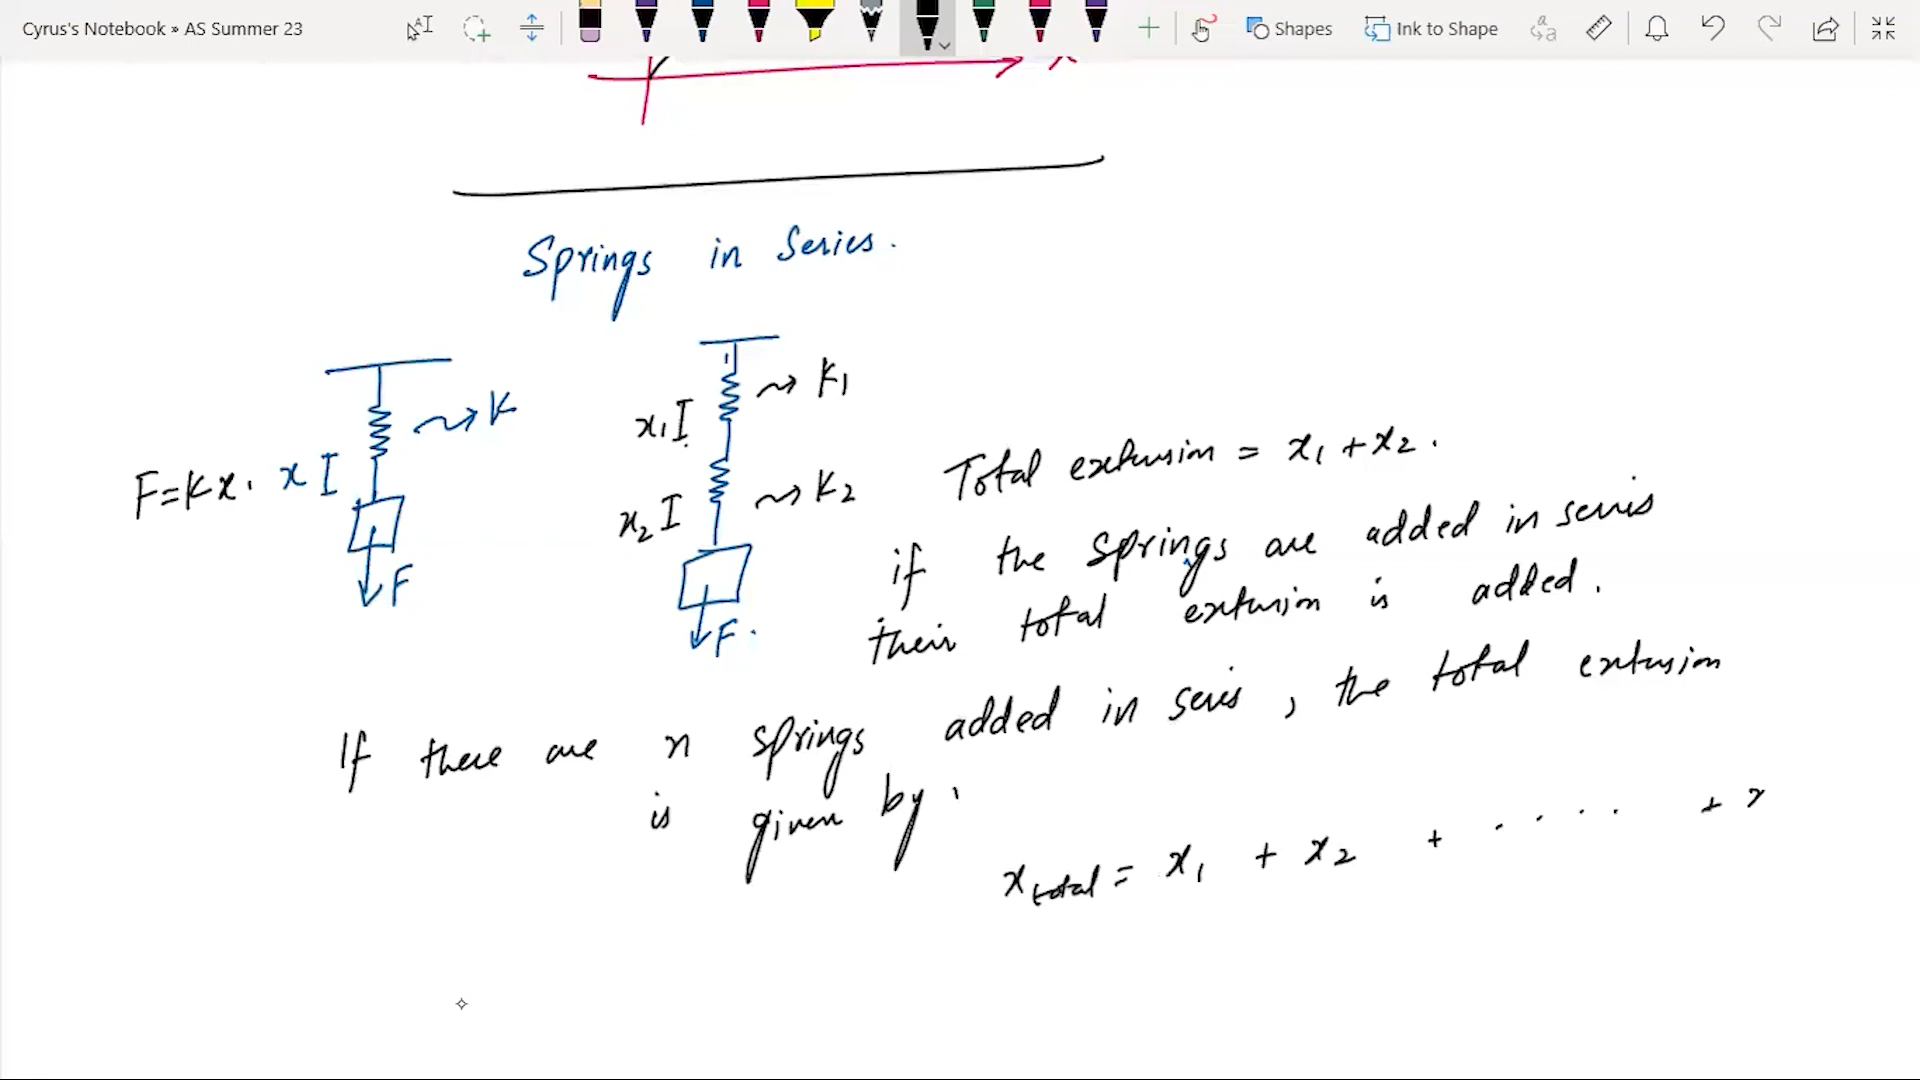 Cyrus's Notebook » AS Summer 23
Shapes
Ink to Shape
x
Springs in Series.
F=Kx.
x
K
F
x₁
K₁
x₂
K₂
F.
Total extension = x₁ + x₂.
if the springs are added in series
their total extension is added.
If there are n springs added in series, the total extension
is given by.
x total = x₁ + x₂ + ..... + x